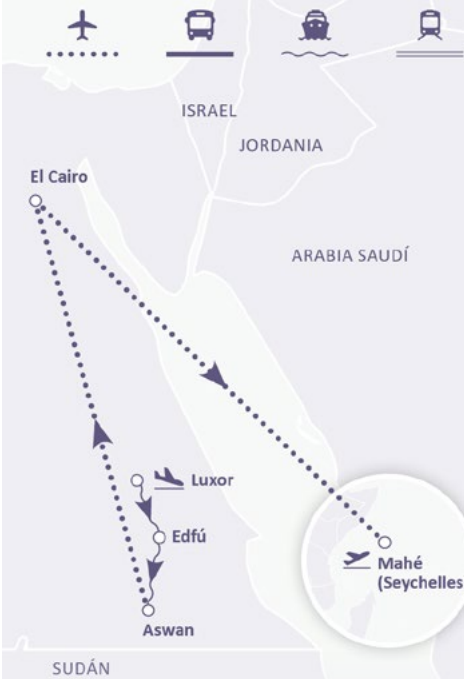 ISRAEL
JORDANIA
El Cairo
ARABIA SAUDÍ
Luxor
Edfú
Mahé
(Seychelles
Aswan
SUDÁN